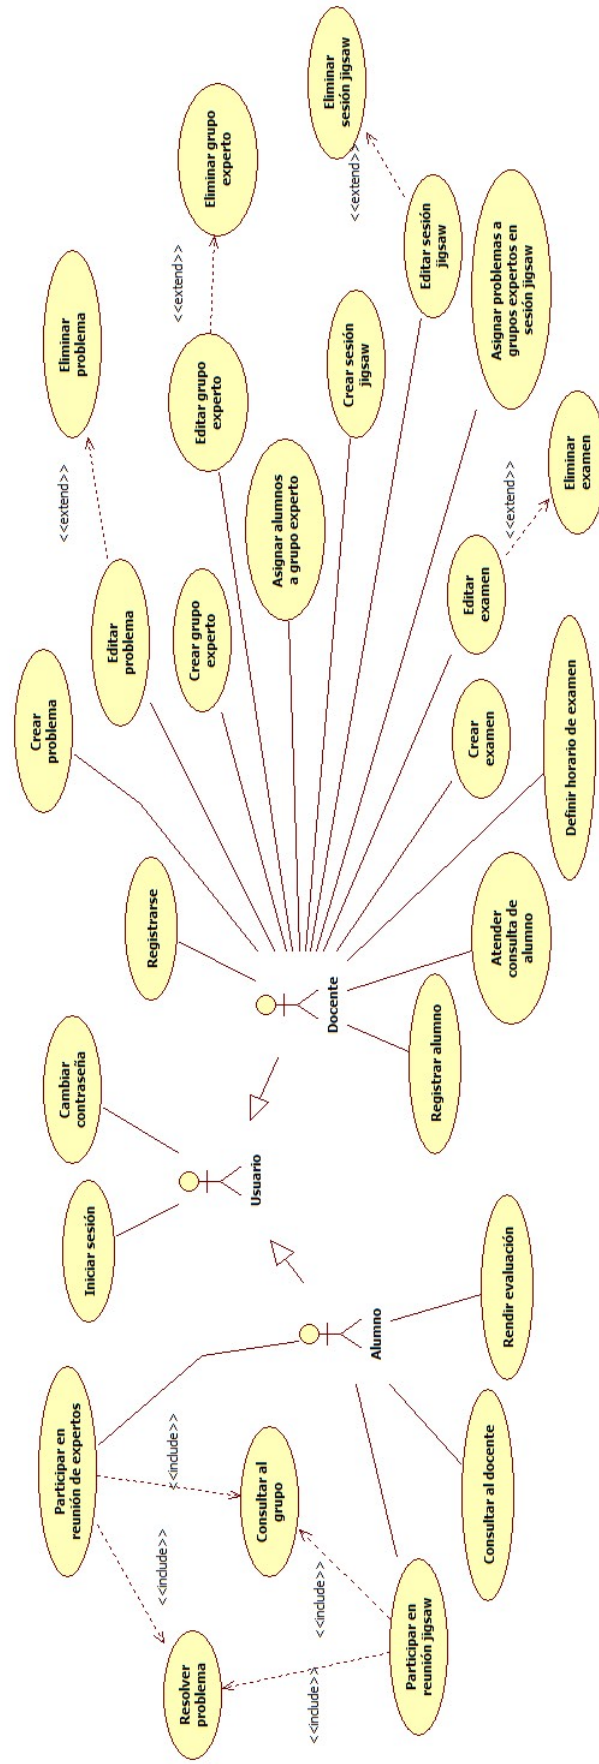 Resolver
problema
<<include>>
Participar en
reunión de expertos
<<include>>
Consultar al
grupo
<<include>>
<<include>>
Participar en
reunión jigsaw
Consultar al docente
Rendir evaluación
Alumno
Iniciar sesión
Cambiar
contraseña
Usuario
Registrarse
Docente
Registrar alumno
Atender
consulta de
alumno
Crear
problema
Editar
problema
<<extend>>
Eliminar
problema
Crear grupo
experto
Editar grupo
experto
<<extend>>
Eliminar grupo
experto
Asignar alumnos
a grupo experto
Crear sesión
jigsaw
Editar sesión
jigsaw
<<extend>>
Eliminar
sesión jigsaw
Asignar problemas a
grupos expertos en
sesión jigsaw
Crear
examen
Editar
examen
<<extend>>
Eliminar
examen
Definir horario de examen